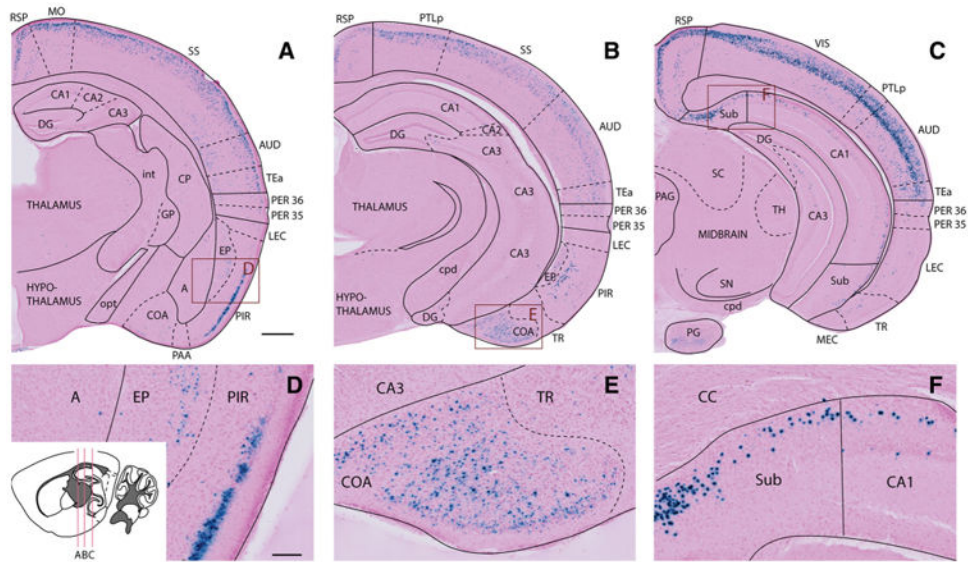 RSP MO SS A
CA1 CA2 CA3
DG
int CP
AUD
THALAMUS GP
TEa
PER 36
PER 35
LEC
EP
D
HYPO-
THALAMUS
opt A
COA PIR
PAA
RSP PTLp SS B
CA1
DG CA2
CA3
AUD
CA3
TEa
THALAMUS
PER 36
PER 35
LEC
CA3
cpd EP
HYPO-
THALAMUS
PIR
DG E
COA
TR
RSP VIS C
PTLp
F
Sub
DG
AUD
CA1
SC
TEa
PAG TH CA3
PER 36
PER 35
MIDBRAIN
LEC
SN Sub
cpd
TR
PG MEC
A EP PIR D
ABC
CA3 TR E
COA
CC F
Sub CA1